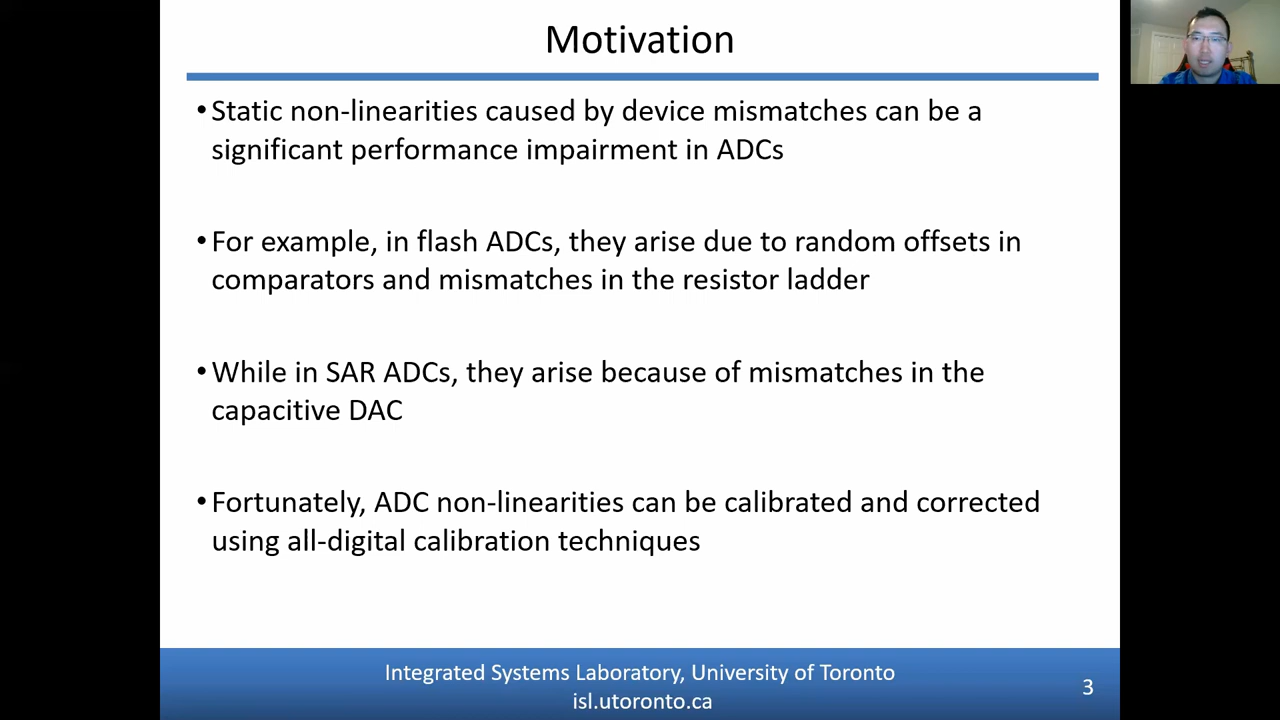 Motivation
•Static non-linearities caused by device mismatches can be a
significant performance impairment in ADCs
•For example, in flash ADCs, they arise due to random offsets in
comparators and mismatches in the resistor ladder
•While in SAR ADCs, they arise because of mismatches in the
capacitive DAC
•Fortunately, ADC non-linearities can be calibrated and corrected
using all-digital calibration techniques
Integrated Systems Laboratory, University of Toronto
isl.utoronto.ca
3